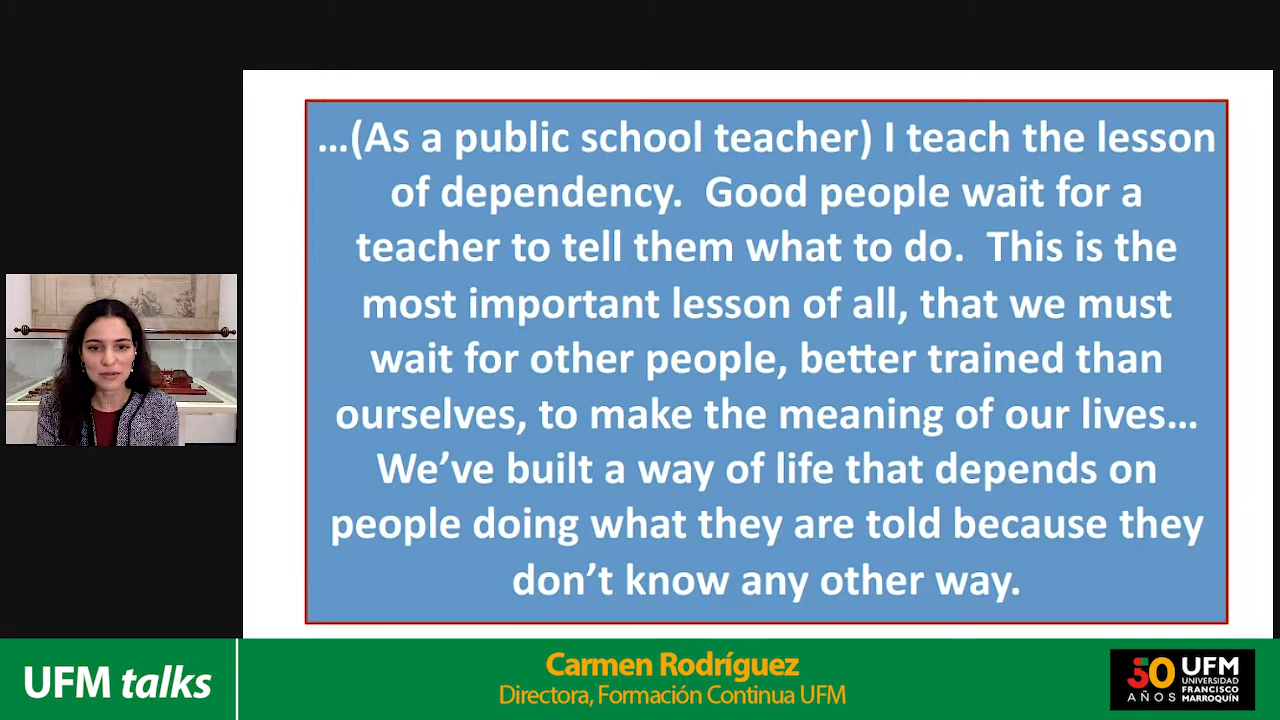 ...(As a public school teacher) I teach the lesson
of dependency.  Good people wait for a
teacher to tell them what to do.  This is the
most important lesson of all, that we must
wait for other people, better trained than
ourselves, to make the meaning of our lives...
We’ve built a way of life that depends on
people doing what they are told because they
don’t know any other way.
UFM talks
Carmen Rodríguez
Directora, Formación Continua UFM
50 AÑOS
UFM
UNIVERSIDAD
FRANCISCO
MARROQUÍN